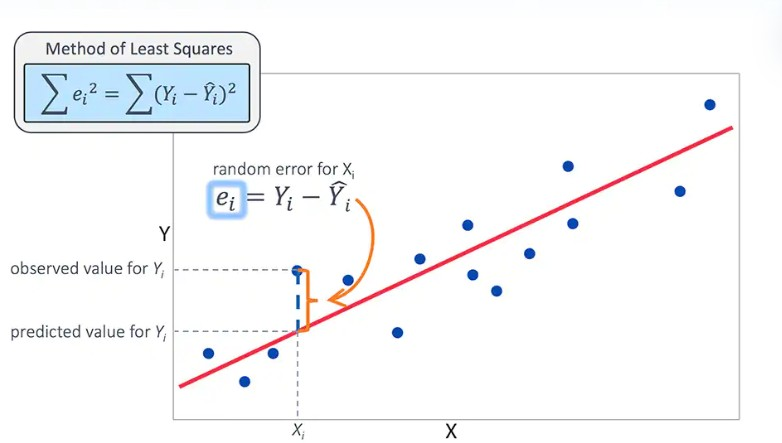 Method of Least Squares
∑ eᵢ² = ∑(Yᵢ − Ŷᵢ)²
random error for Xᵢ
eᵢ = Yᵢ − Ŷᵢ
Y
observed value for Yᵢ
predicted value for Yᵢ
Xᵢ
X